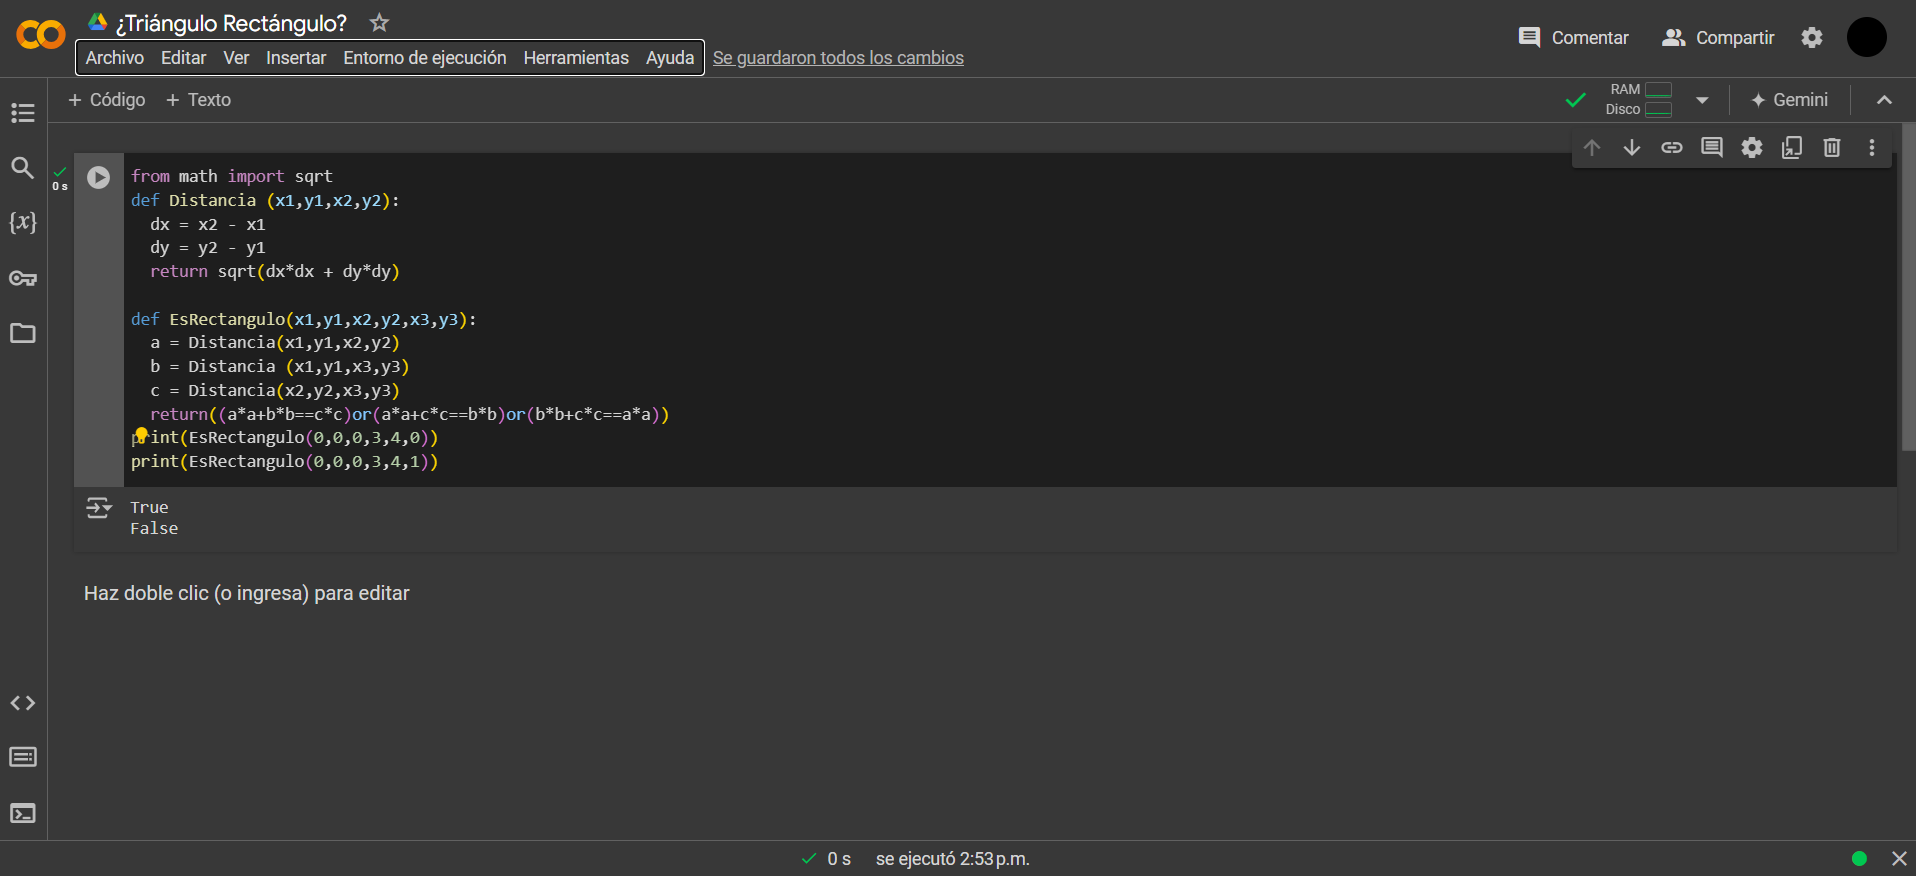 ¿Triángulo Rectángulo?
Archivo Editar Ver Insertar Entorno de ejecución Herramientas Ayuda Se guardaron todos los cambios
Comentar Compartir
+ Código + Texto
RAM
Disco
Gemini
0 s
from math import sqrt
def Distancia (x1,y1,x2,y2):
  dx = x2 - x1
  dy = y2 - y1
  return sqrt(dx*dx + dy*dy)
def EsRectangulo(x1,y1,x2,y2,x3,y3):
  a = Distancia(x1,y1,x2,y2)
  b = Distancia (x1,y1,x3,y3)
  c = Distancia(x2,y2,x3,y3)
  return((a*a+b*b==c*c)or(a*a+c*c==b*b)or(b*b+c*c==a*a))
print(EsRectangulo(0,0,0,3,4,0))
print(EsRectangulo(0,0,0,3,4,1))
True
False
Haz doble clic (o ingresa) para editar
0 s se ejecutó 2:53 p.m.